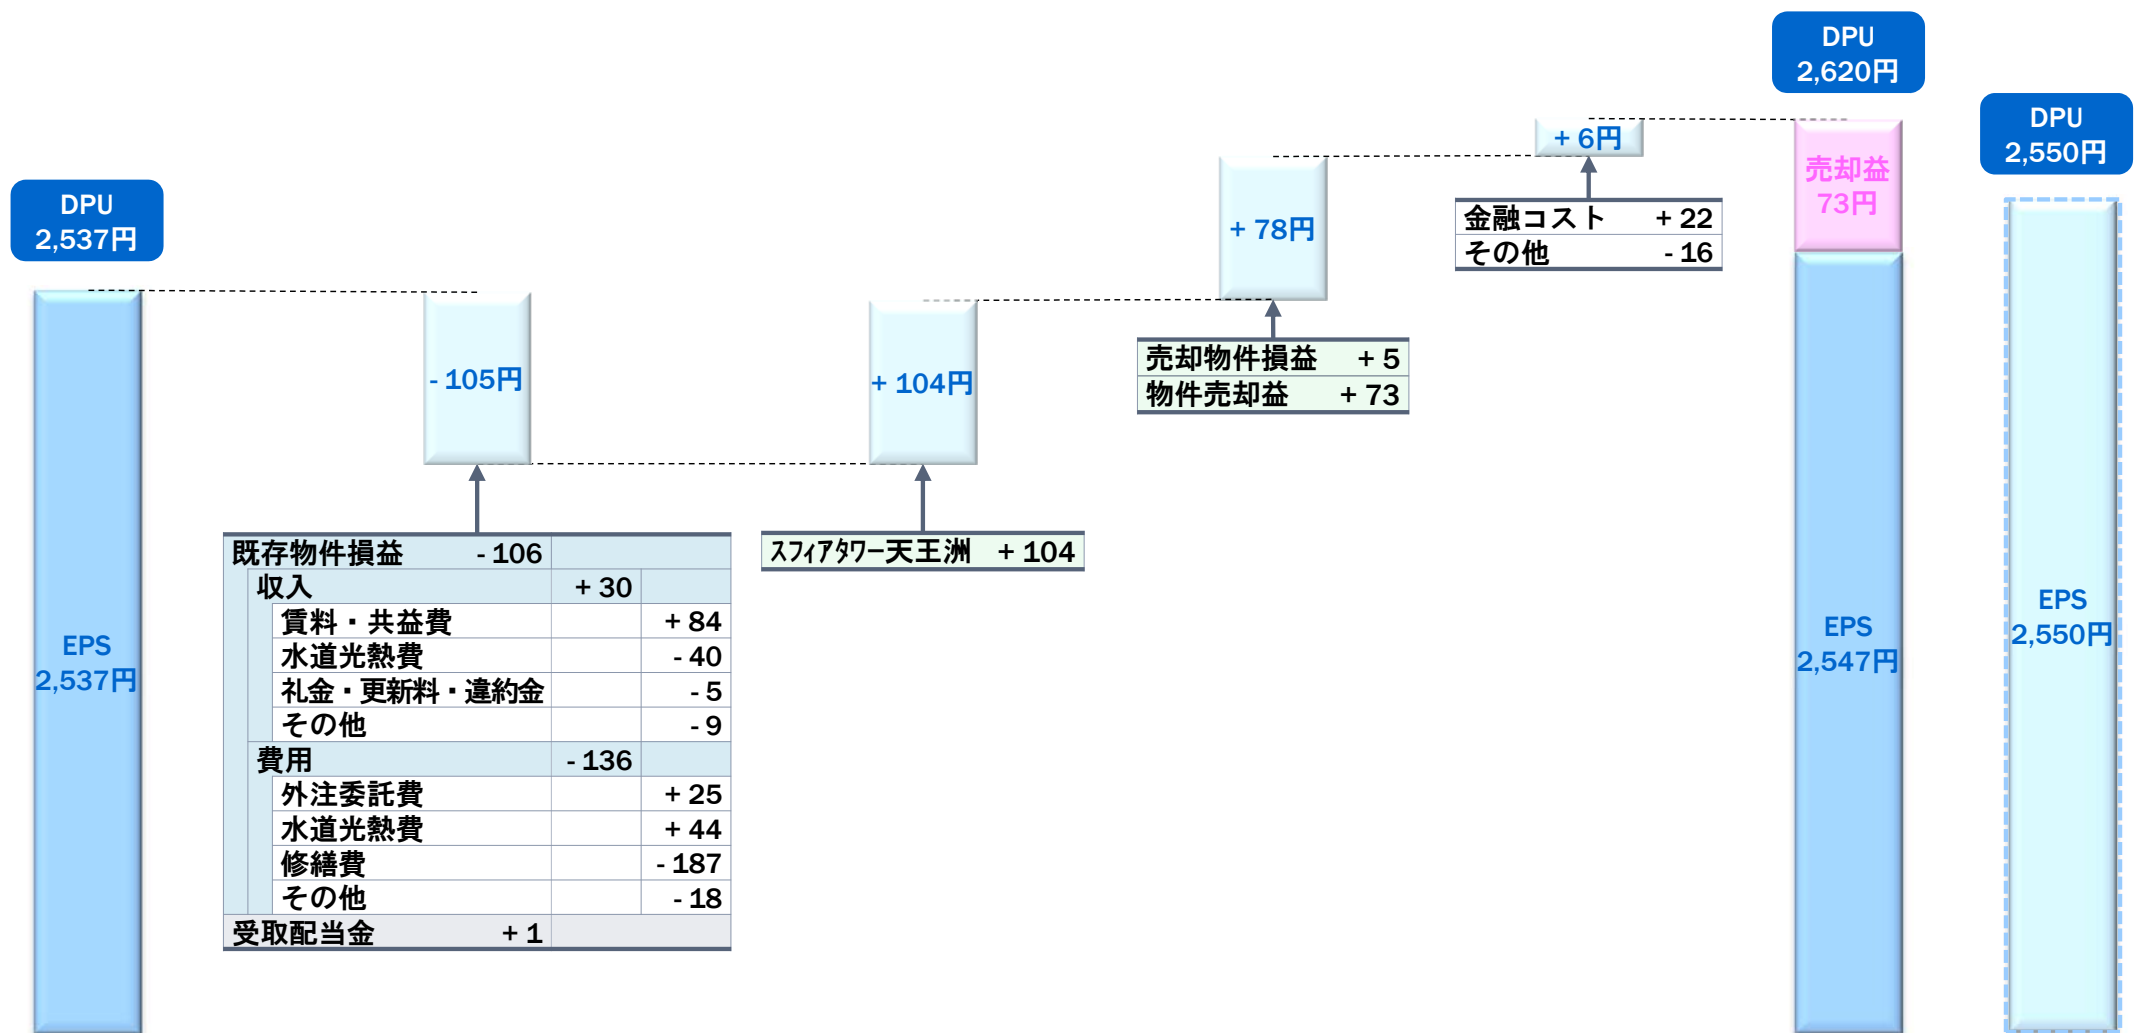 DPU
2,537円
EPS
2,537円
- 105円
既存物件損益 - 106
収入 + 30
賃料・共益費 + 84
水道光熱費 - 40
礼金・更新料・違約金 - 5
その他 - 9
費用 - 136
外注委託費 + 25
水道光熱費 + 44
修繕費 - 187
その他 - 18
受取配当金 + 1
+ 104円
ｽﾌｨｱﾀﾜｰ天王洲 + 104
+ 78円
売却物件損益 + 5
物件売却益 + 73
+ 6円
金融コスト + 22
その他 - 16
DPU
2,620円
売却益
73円
EPS
2,547円
DPU
2,550円
EPS
2,550円